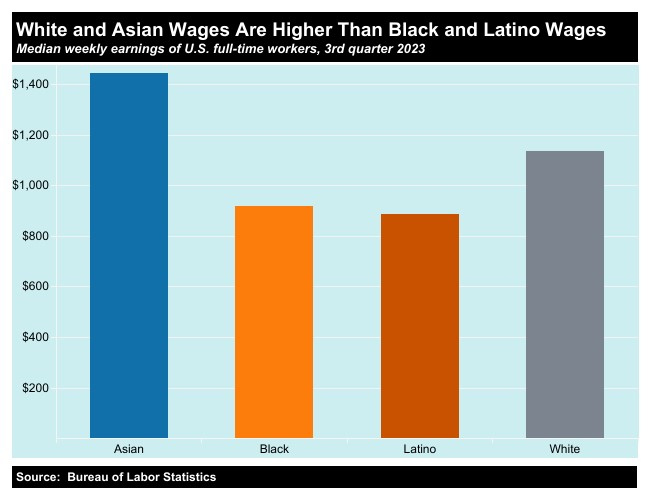 White and Asian Wages Are Higher Than Black and Latino Wages
Median weekly earnings of U.S. full-time workers, 3rd quarter 2023
$1,400
$1,200
$1,000
$800
$600
$400
$200
Asian Black Latino White
Source: Bureau of Labor Statistics